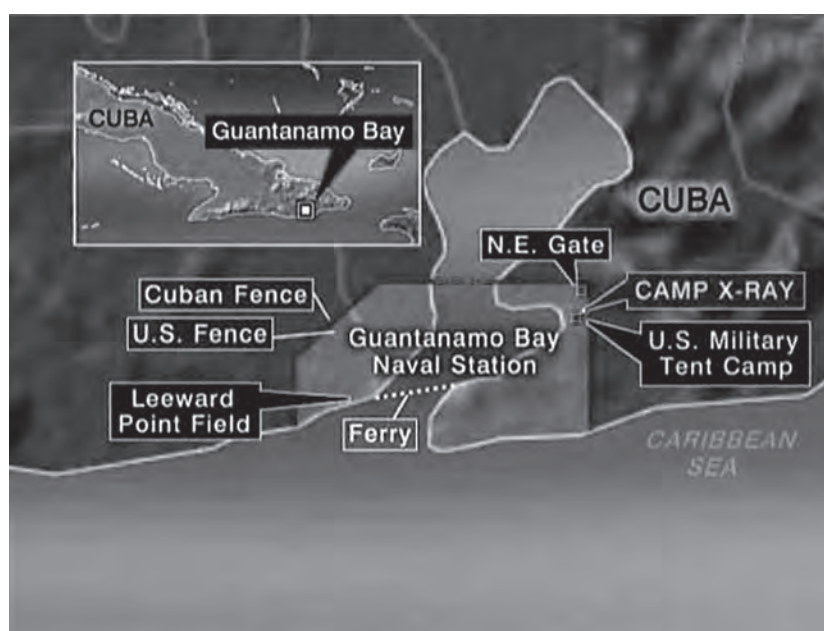 CUBA
Guantanamo Bay
CUBA
N.E. Gate
CAMP X-RAY
Cuban Fence
U.S. Fence
Guantanamo Bay
Naval Station
U.S. Military
Tent Camp
Leeward
Point Field
Ferry
CARIBBEAN
SEA